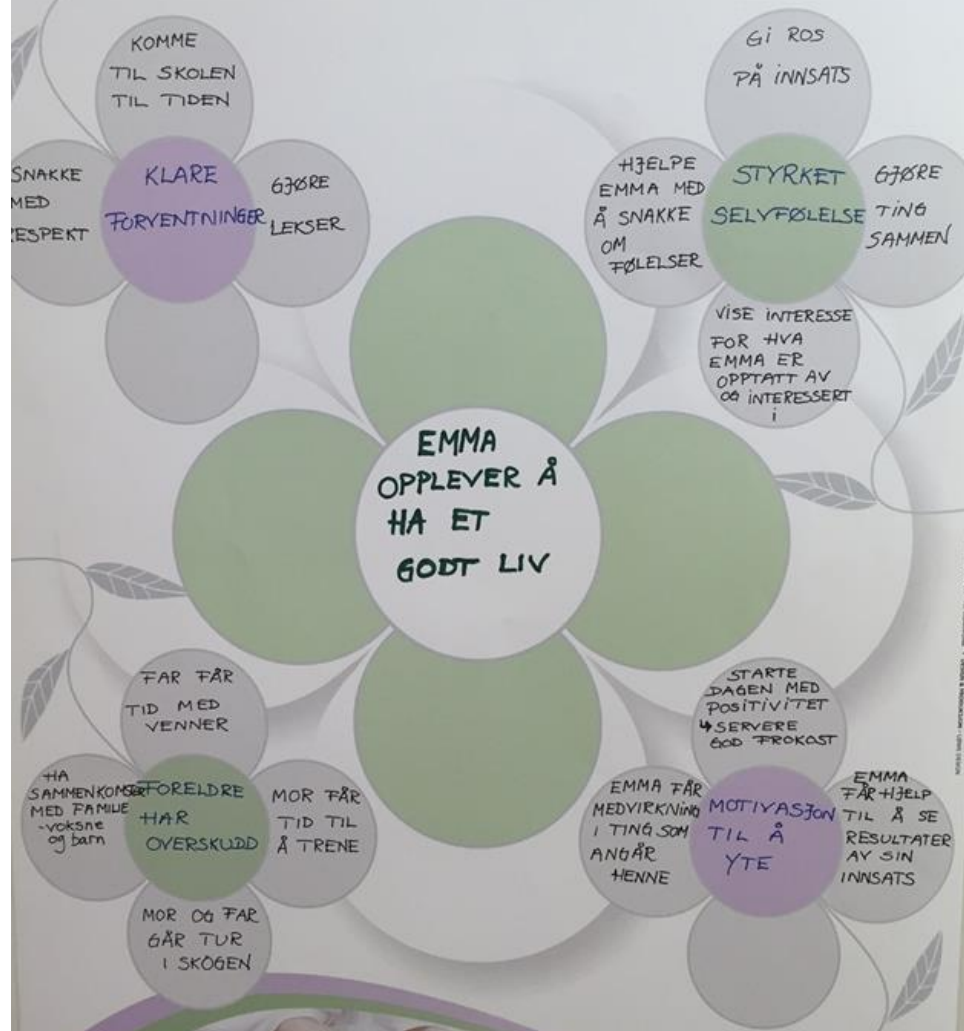 KOMME
TIL SKOLEN
TIL TIDEN
SNAKKE
MED
RESPEKT
KLARE
FORVENTNINGER
GJØRE
LEKSER
GI ROS
PÅ INNSATS
HJELPE
EMMA MED
Å SNAKKE
OM
FØLELSER
STYRKET
SELVFØLELSE
GJØRE
TING
SAMMEN
VISE INTERESSE
FOR HVA
EMMA ER
OPPTATT AV
OG INTERESSERT
i
EMMA
OPPLEVER Å
HA ET
GODT LIV
FAR FÅR
TID MED
VENNER
HA
SAMMENKOMSER
MED FAMILIE
-voksne
og barn
FORELDRE
HAR
OVERSKUDD
MOR FÅR
TID TIL
Å TRENE
MOR OG FAR
GÅR TUR
I SKOGEN
STARTE
DAGEN MED
POSITIVITET
↳ SERVERE
GOD FROKOST
EMMA FÅR
MEDVIRKNING
I TING SOM
ANGÅR
HENNE
MOTIVASJON
TIL Å
YTE
EMMA
FÅR HJELP
TIL Å SE
RESULTATER
AV SIN
INNSATS